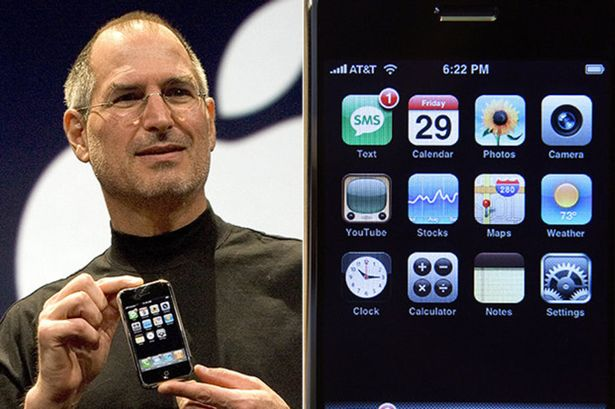 AT&T 6:22 PM
SMS 1 Friday 29 280 73°
Text Calendar Photos Camera
YouTube Stocks Maps Weather
Clock Calculator Notes Settings